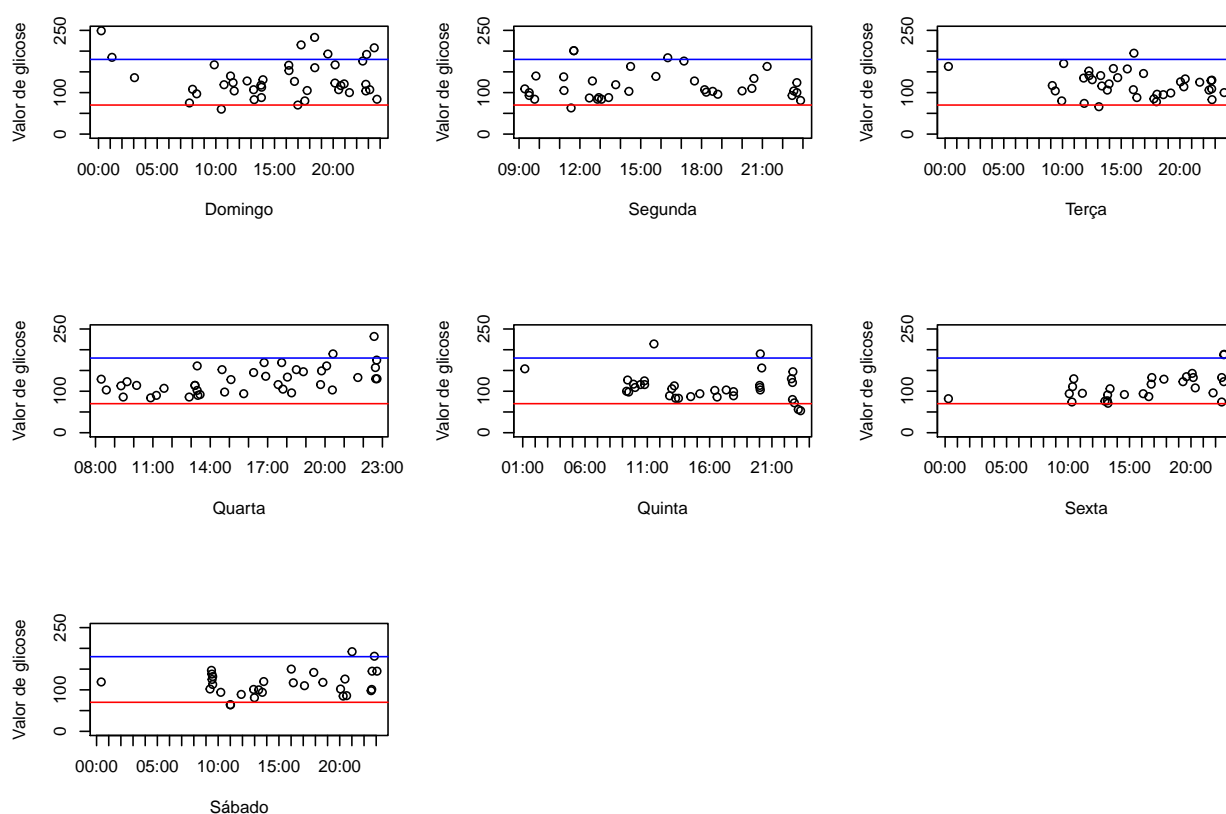 Valor de glicose
0 100 250
00:00 05:00 10:00 15:00 20:00
Domingo
Valor de glicose
0 100 250
09:00 12:00 15:00 18:00 21:00
Segunda
Valor de glicose
0 100 250
00:00 05:00 10:00 15:00 20:00
Terça
Valor de glicose
0 100 250
08:00 11:00 14:00 17:00 20:00 23:00
Quarta
Valor de glicose
0 100 250
01:00 06:00 11:00 16:00 21:00
Quinta
Valor de glicose
0 100 250
00:00 05:00 10:00 15:00 20:00
Sexta
Valor de glicose
0 100 250
00:00 05:00 10:00 15:00 20:00
Sábado